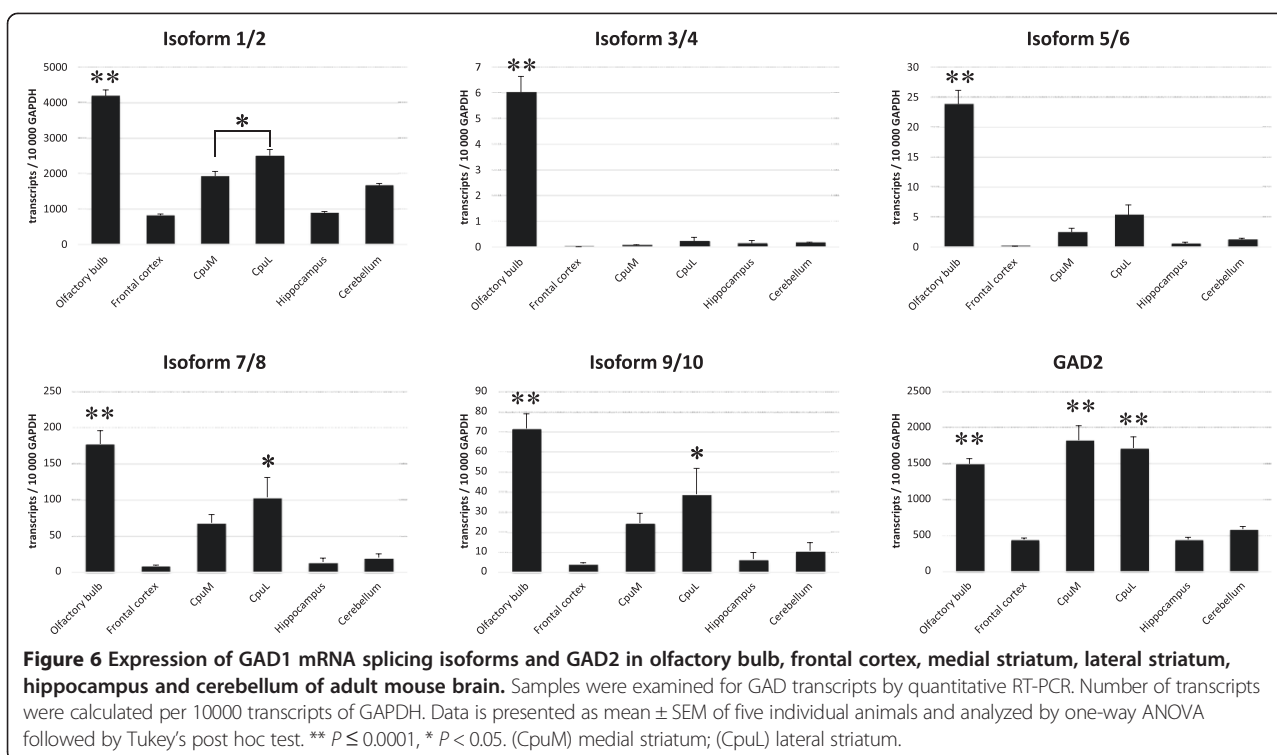 Isoform 1/2
transcripts / 10 000 GAPDH
5000
4000
3000
2000
1000
0
**
*
Olfactory bulb
Frontal cortex
CpuM
CpuL
Hippocampus
Cerebellum
Isoform 3/4
transcripts / 10 000 GAPDH
7
6
5
4
3
2
1
0
**
Olfactory bulb
Frontal cortex
CpuM
CpuL
Hippocampus
Cerebellum
Isoform 5/6
transcripts / 10 000 GAPDH
30
25
20
15
10
5
0
**
Olfactory bulb
Frontal cortex
CpuM
CpuL
Hippocampus
Cerebellum
Isoform 7/8
transcripts / 10 000 GAPDH
250
200
150
100
50
0
**
*
Olfactory bulb
Frontal cortex
CpuM
CpuL
Hippocampus
Cerebellum
Isoform 9/10
transcripts / 10 000 GAPDH
90
80
70
60
50
40
30
20
10
0
**
*
Olfactory bulb
Frontal cortex
CpuM
CpuL
Hippocampus
Cerebellum
GAD2
transcripts / 10 000 GAPDH
2500
2000
1500
1000
500
0
**
**
**
Olfactory bulb
Frontal cortex
CpuM
CpuL
Hippocampus
Cerebellum
Figure 6 Expression of GAD1 mRNA splicing isoforms and GAD2 in olfactory bulb, frontal cortex, medial striatum, lateral striatum,
hippocampus and cerebellum of adult mouse brain. Samples were examined for GAD transcripts by quantitative RT-PCR. Number of transcripts
were calculated per 10000 transcripts of GAPDH. Data is presented as mean ± SEM of five individual animals and analyzed by one-way ANOVA
followed by Tukey's post hoc test. ** P ≤ 0.0001, * P < 0.05. (CpuM) medial striatum; (CpuL) lateral striatum.